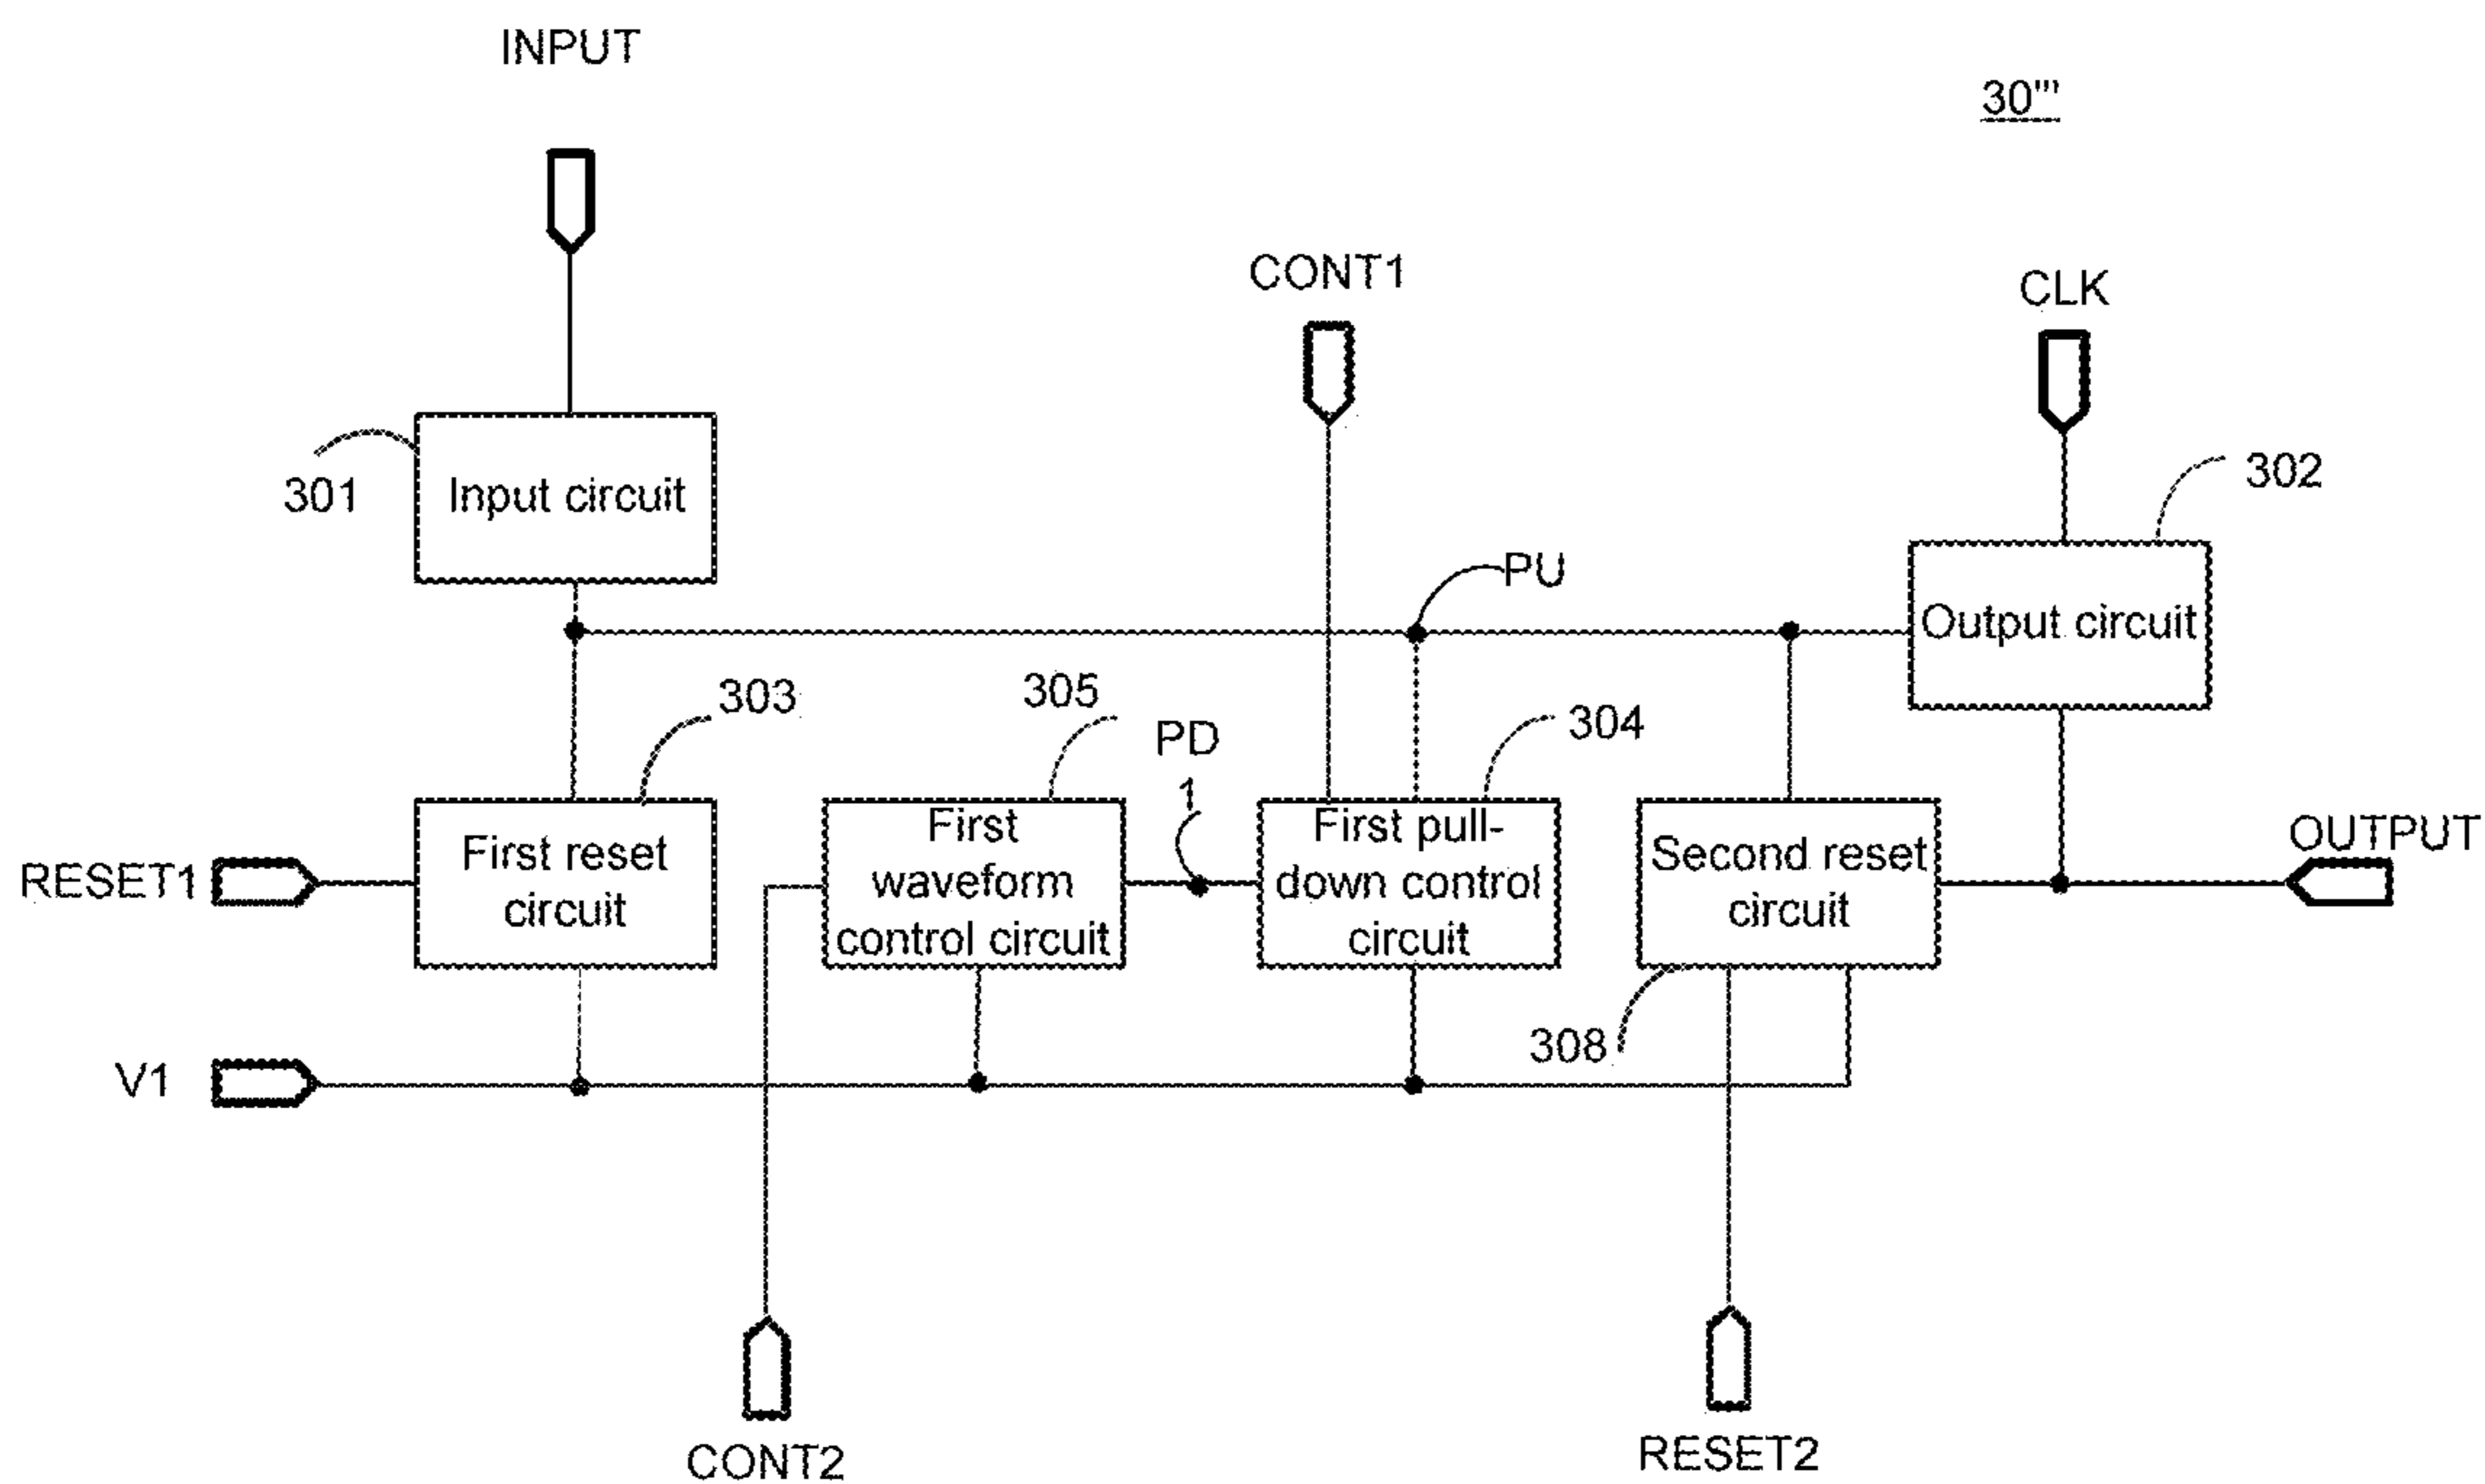 INPUT
30'''
CONT1
CLK
301
Input circuit
302
PU
Output circuit
303
305
PD
1
304
First reset
circuit
First
waveform
control circuit
First pull-
down control
circuit
Second reset
circuit
OUTPUT
RESET1
308
V1
CONT2
RESET2